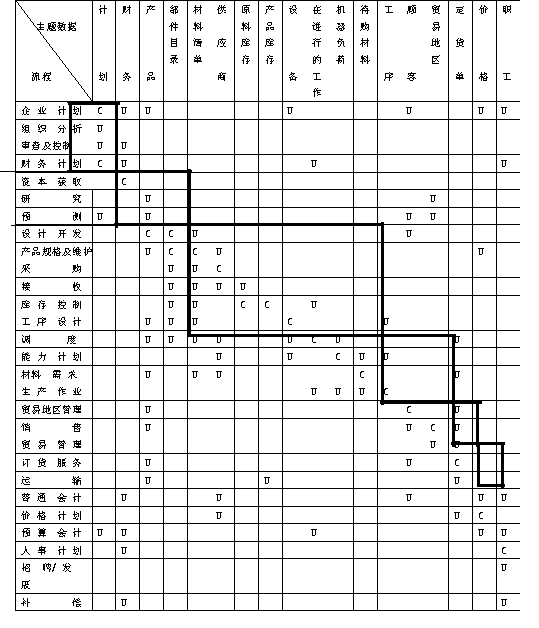 主题数据
流程
计划 财务 产品 部件目录 材料清单 供应商 原料库存 产品库存 设备 在进行的工作 机器负荷 待购材料 工序 顾客 贸易地区 定货单 价格 职工
企业计划 C U U U U U U
组织分析 U
审查及控制 U U
财务计划 C U U U
资本获取 C
研究 U U
预测 U U U U
设计开发 C C U U
产品规格及维护 U C C U U
采购 U U C
接收 U U U U
库存控制 U U C C U
工序设计 U U U C U
调度 U U U U U C U U
能力计划 U U C U U
材料需求 U U U C U
生产作业 U U U C
贸易地区管理 U C U
销售 U U C U
贸易管理 U U
订货服务 U U C
运输 U U U
普通会计 U U U U U
价格计划 U U C
预算会计 U U U U U
人事计划 U C
招聘/发
展 U
补偿 U U